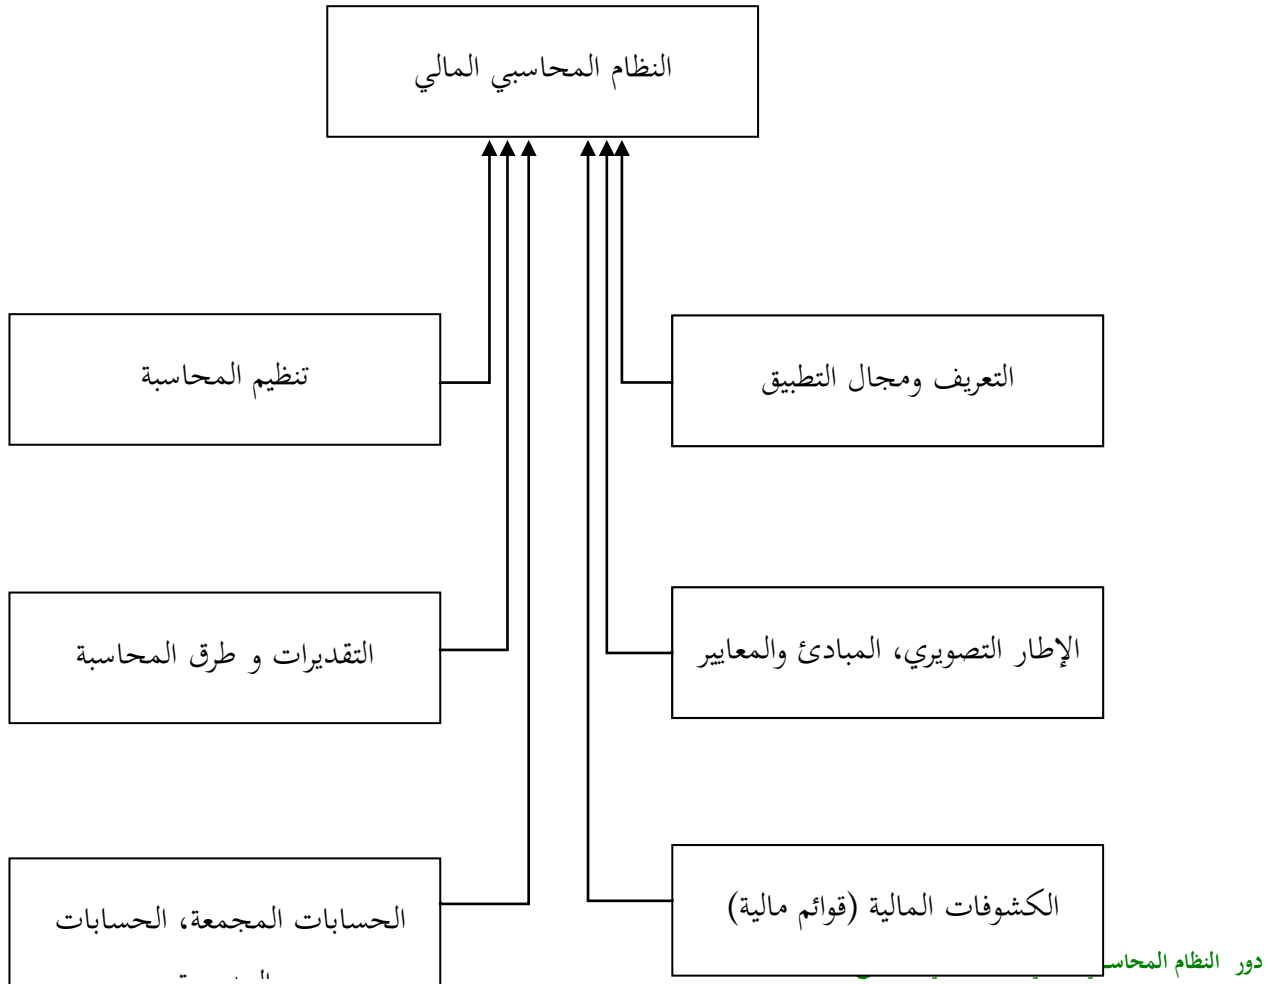 النظام المحاسبي المالي
التعريف ومجال التطبيق
تنظيم المحاسبة
الإطار التصويري، المبادئ والمعايير
التقديرات و طرق المحاسبة
الكشوفات المالية (قوائم مالية)
الحسابات المجمعة، الحسابات
دور النظام